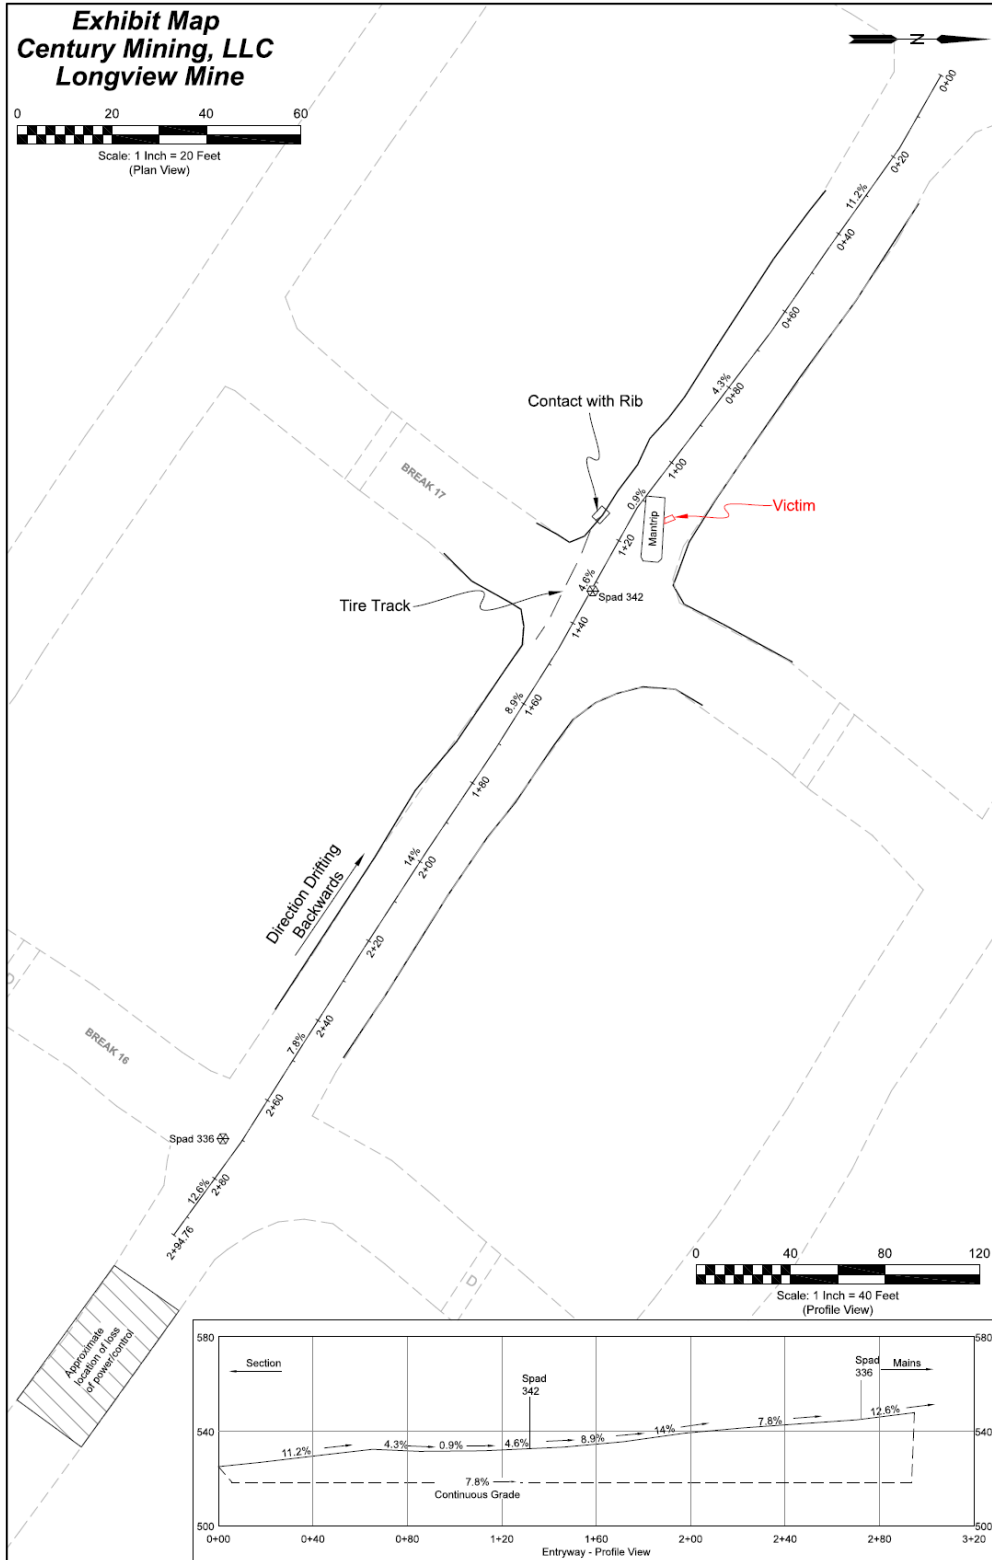 Exhibit Map
Century Mining, LLC
Longview Mine
0 20 40 60
Scale: 1 Inch = 20 Feet
(Plan View)
N
0+00
0+20
11.2%
0+40
0+60
4.3%
0+80
Contact with Rib
1+00
BREAK 17
0.9%
Victim
Mantrip
1+20
4.6%
Spad 342
Tire Track
1+40
8.9%
1+60
1+80
14%
2+00
Direction Drifting
Backwards
2+20
2+40
7.8%
D
BREAK 16
2+60
Spad 336
12.6%
2+80
2+94.76
D
Approximate
location of loss
of power/control
0 40 80 120
Scale: 1 Inch = 40 Feet
(Profile View)
580 580
Section
Spad
342
Spad
336
Mains
540 540
11.2% 4.3% 0.9% 4.6% 8.9% 14% 7.8% 12.6%
7.8%
Continuous Grade
500 500
0+00 0+40 0+80 1+20 1+60 2+00 2+40 2+80 3+20
Entryway - Profile View